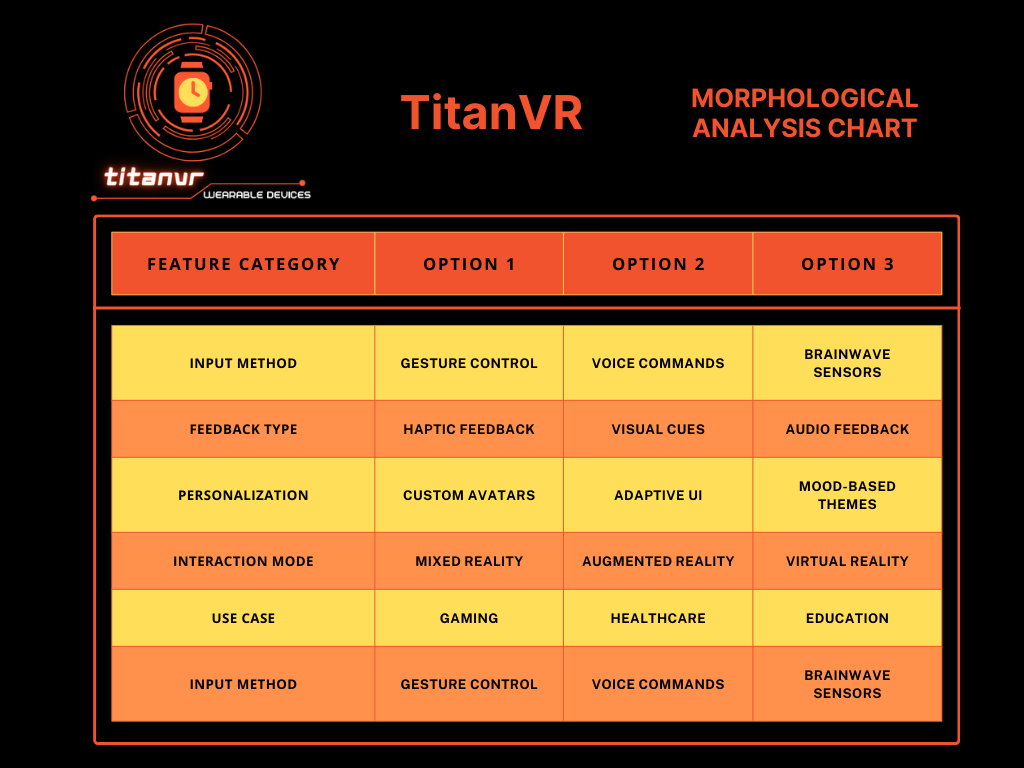 titanvr
WEARABLE DEVICES
TitanVR
MORPHOLOGICAL
ANALYSIS CHART
FEATURE CATEGORY OPTION 1 OPTION 2 OPTION 3
INPUT METHOD GESTURE CONTROL VOICE COMMANDS BRAINWAVE
SENSORS
FEEDBACK TYPE HAPTIC FEEDBACK VISUAL CUES AUDIO FEEDBACK
PERSONALIZATION CUSTOM AVATARS ADAPTIVE UI MOOD-BASED
THEMES
INTERACTION MODE MIXED REALITY AUGMENTED REALITY VIRTUAL REALITY
USE CASE GAMING HEALTHCARE EDUCATION
INPUT METHOD GESTURE CONTROL VOICE COMMANDS BRAINWAVE
SENSORS